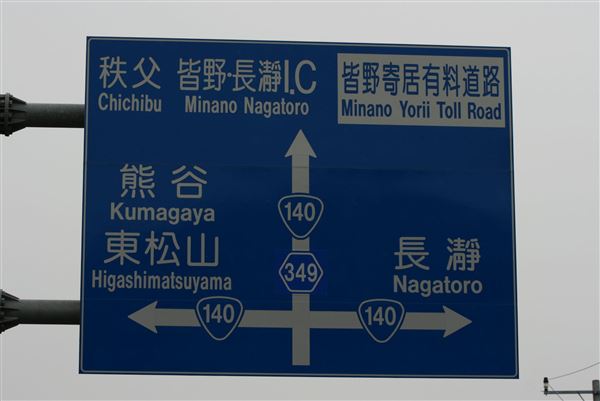 秩父 皆野・長瀞I.C
Chichibu Minano Nagatoro
皆野寄居有料道路
Minano Yorii Toll Road
熊谷
Kumagaya
東松山
Higashimatsuyama
140
349
長瀞
Nagatoro
140
140